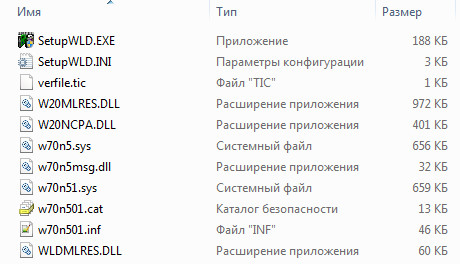 Имя Тип Размер
SetupWLD.EXE Приложение 188 КБ
SetupWLD.INI Параметры конфигурации 3 КБ
verfile.tic Файл "TIC" 1 КБ
W20MLRES.DLL Расширение приложения 972 КБ
W20NCPA.DLL Расширение приложения 401 КБ
w70n5.sys Системный файл 656 КБ
w70n5msg.dll Расширение приложения 32 КБ
w70n51.sys Системный файл 659 КБ
w70n501.cat Каталог безопасности 13 КБ
w70n501.inf Файл "INF" 46 КБ
WLDMLRES.DLL Расширение приложения 60 КБ